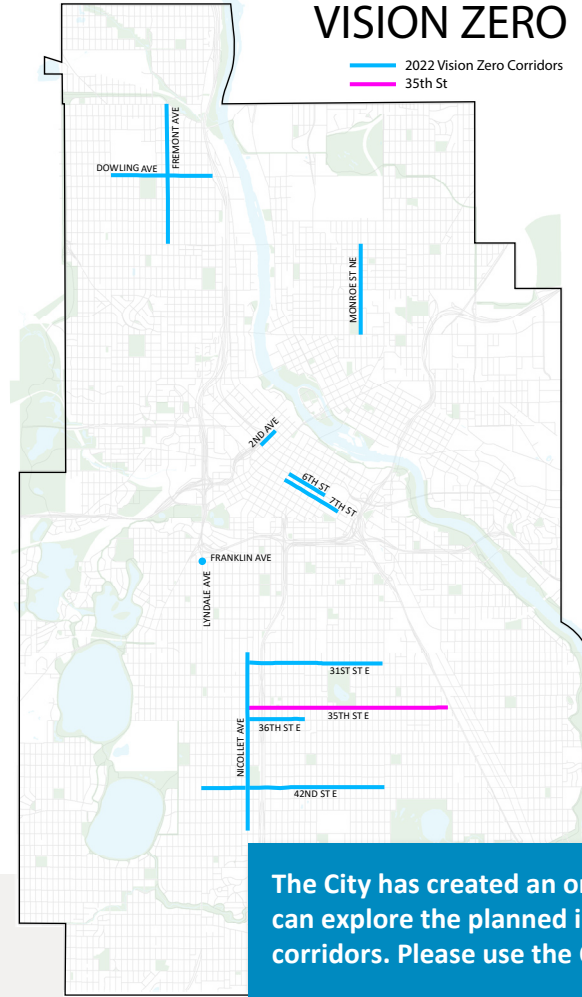 VISION ZERO
2022 Vision Zero Corridors
35th St
FREMONT AVE
DOWLING AVE
MONROE ST NE
2ND AVE
6TH ST
7TH ST
FRANKLIN AVE
LYNDALE AVE
31ST ST E
35TH ST E
36TH ST E
NICOLLET AVE
42ND ST E
The City has created an o
can explore the planned i
corridors. Please use the